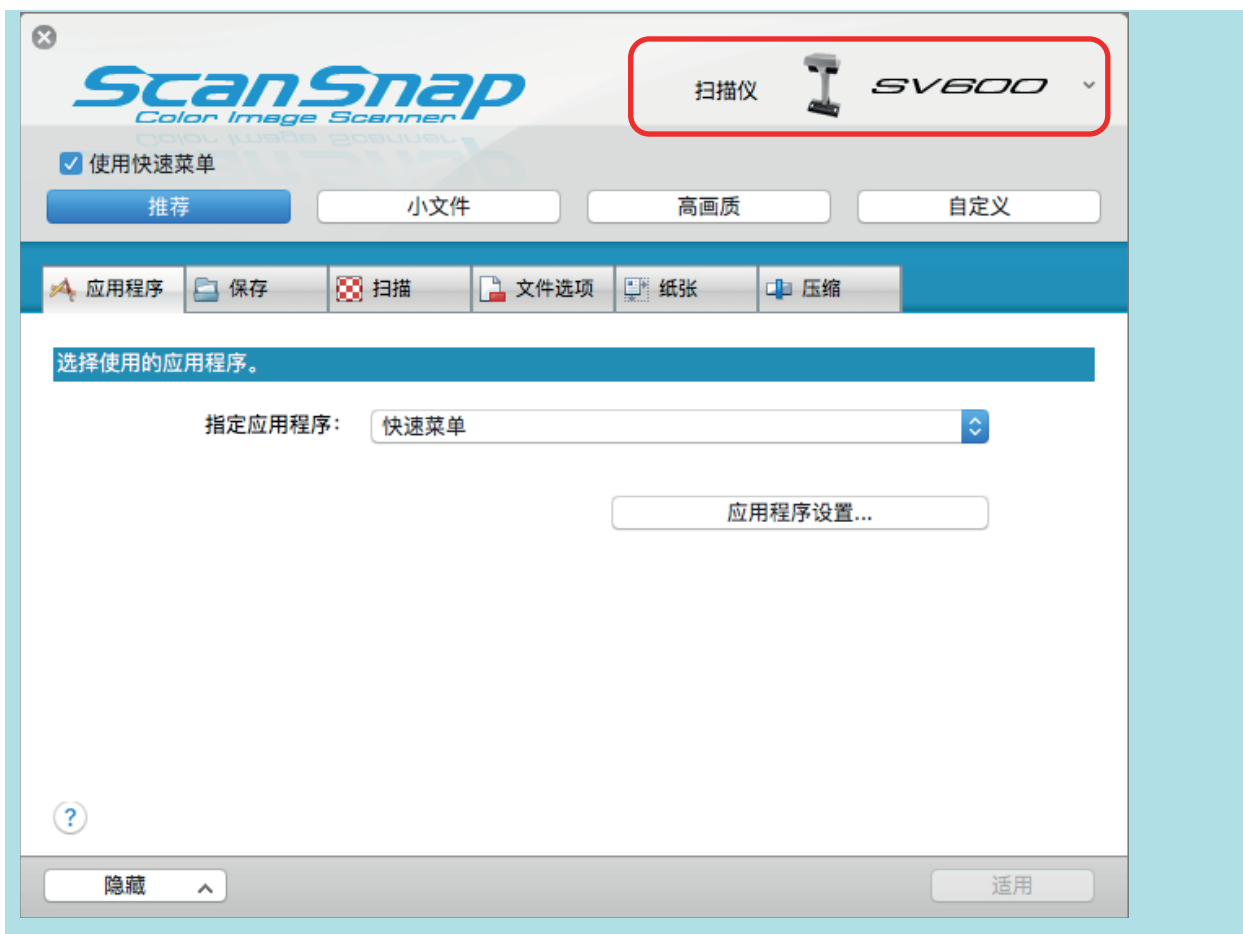 ScanSnap
Color Image Scanner
扫描仪 SV600
使用快速菜单
推荐 小文件 高画质 自定义
应用程序 保存 扫描 文件选项 纸张 压缩
选择使用的应用程序。
指定应用程序: 快速菜单
应用程序设置...
?
隐藏 适用